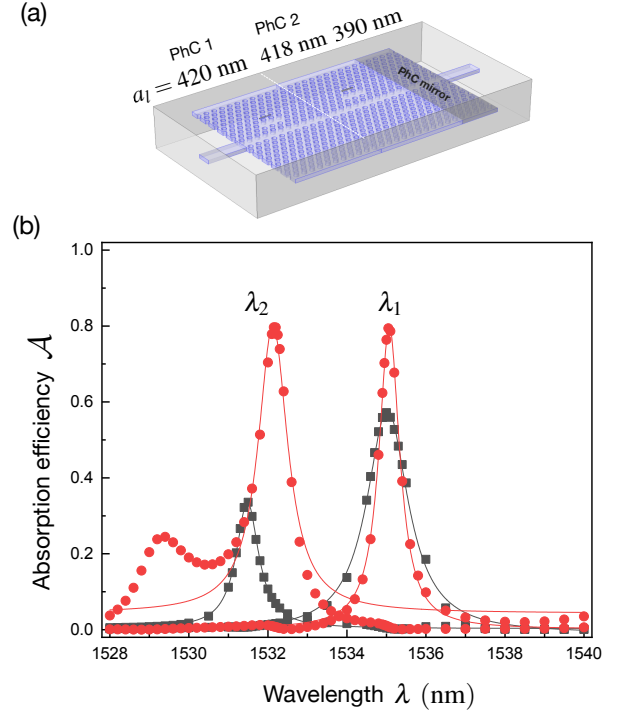 (a)
PhC 1
PhC 2
a_l = 420 nm 418 nm 390 nm
PhC mirror
(b)
1.0
0.8
0.6
0.4
0.2
0.0
Absorption efficiency 𝒜
λ₂
λ₁
1528 1530 1532 1534 1536 1538 1540
Wavelength λ (nm)